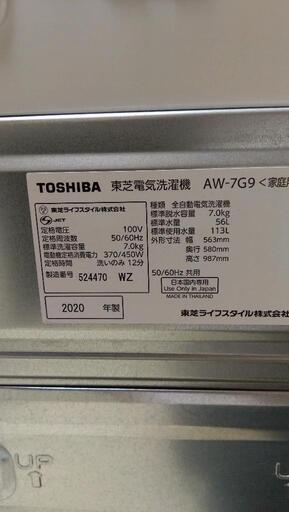 TOSHIBA 東芝電気洗濯機 AW-7G9 <家庭用
東芝ライフスタイル株式会社
JET
定格電圧 100V
定格周波数 50/60Hz
標準洗濯容量 7.0kg
電動機定格消費電力 370/450W
定格時間 洗いのみ 12分
製造番号 524470 WZ
2020 年製
種類 全自動電気洗濯機
標準脱水容量 7.0kg
標準水量 56L
標準使用水量 113L
外形寸法 幅 563mm
奥行 580mm
高さ 987mm
50/60Hz 共用
日本国内専用
Use Only in Japan
MADE IN THAILAND
東芝ライフスタイル株式会
UP